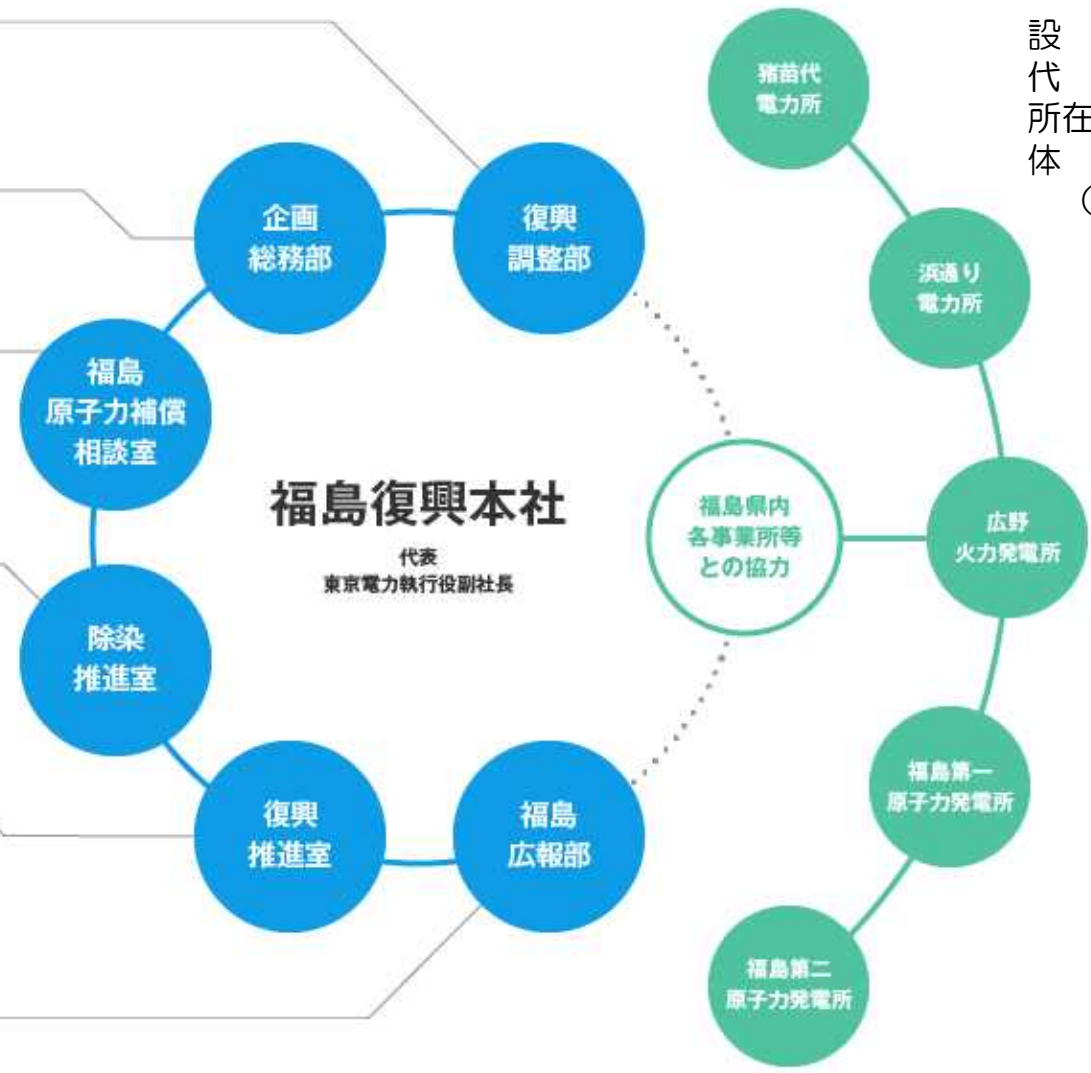 企画
総務部
復興
調整部
福島
原子力補償
相談室
除染
推進室
復興
推進室
福島
広報部
福島復興本社
代表
東京電力執行役副社長
福島県内
各事業所等
との協力
猪苗代
電力所
浜通り
電力所
広野
火力発電所
福島第一
原子力発電所
福島第二
原子力発電所
設
代
所在
体
（